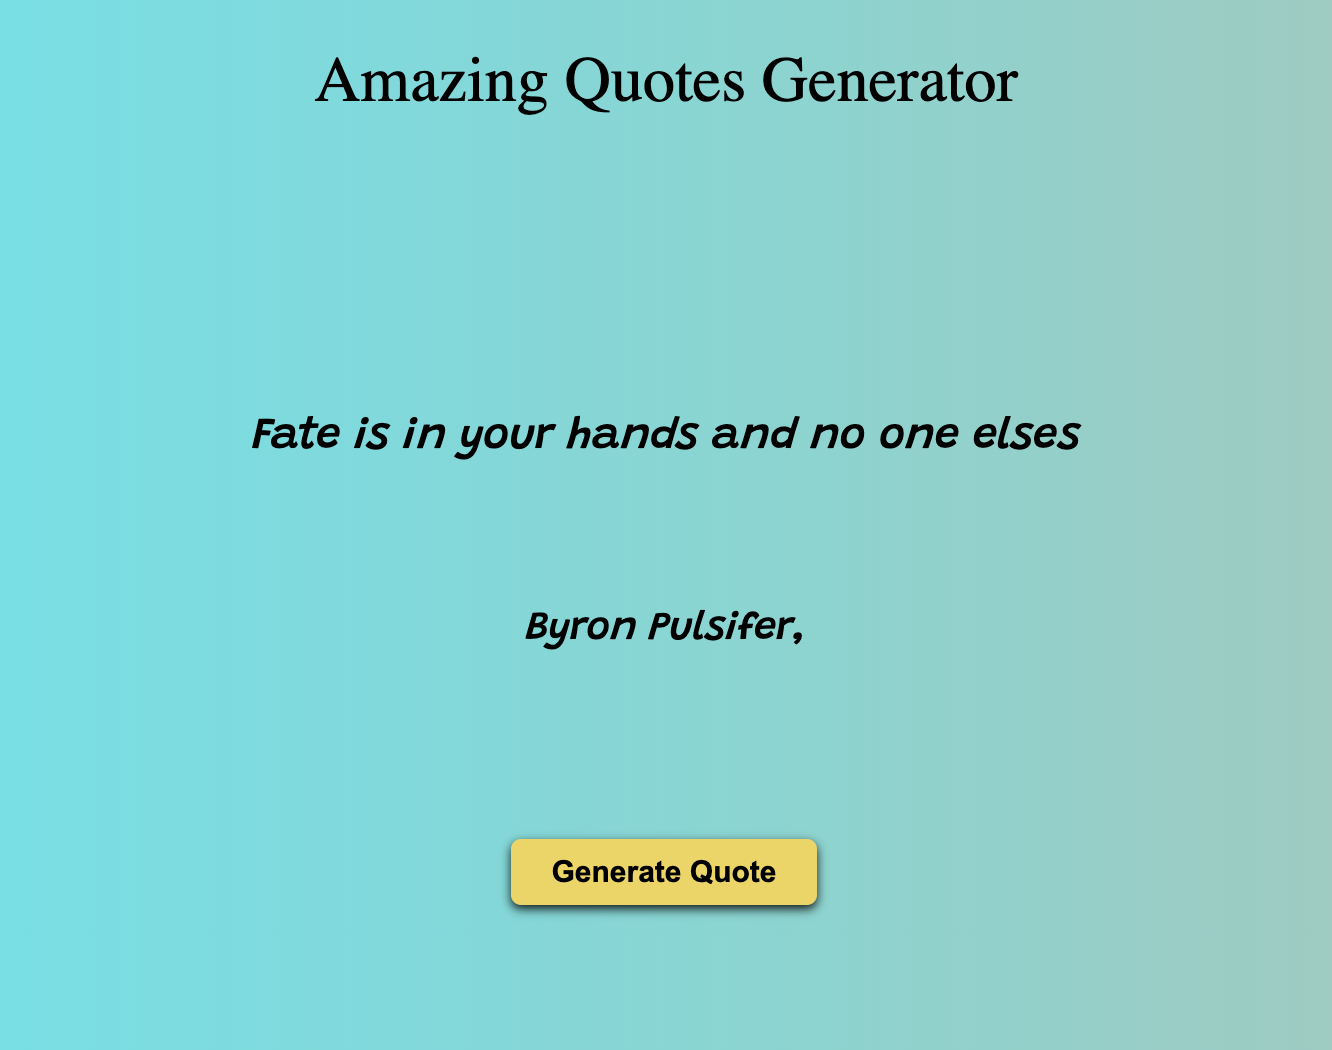 Amazing Quotes Generator
Fate is in your hands and no one elses
Byron Pulsifer,
Generate Quote